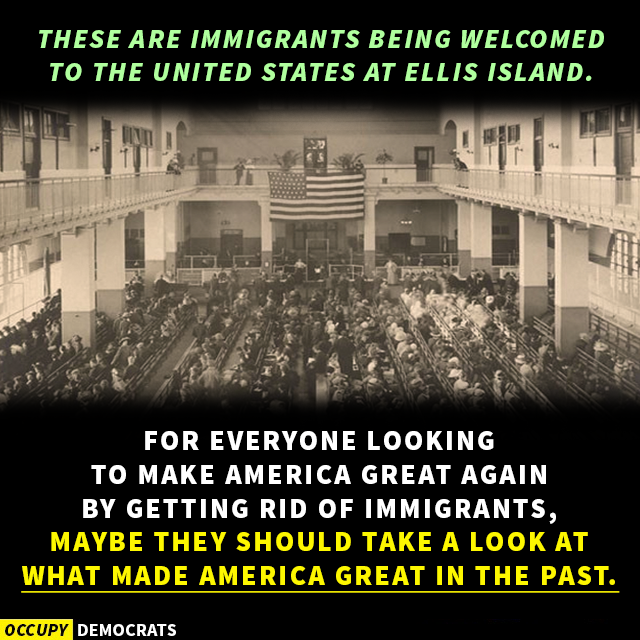 THESE ARE IMMIGRANTS BEING WELCOMED
TO THE UNITED STATES AT ELLIS ISLAND.
FOR EVERYONE LOOKING
TO MAKE AMERICA GREAT AGAIN
BY GETTING RID OF IMMIGRANTS,
MAYBE THEY SHOULD TAKE A LOOK AT
WHAT MADE AMERICA GREAT IN THE PAST.
OCCUPY DEMOCRATS